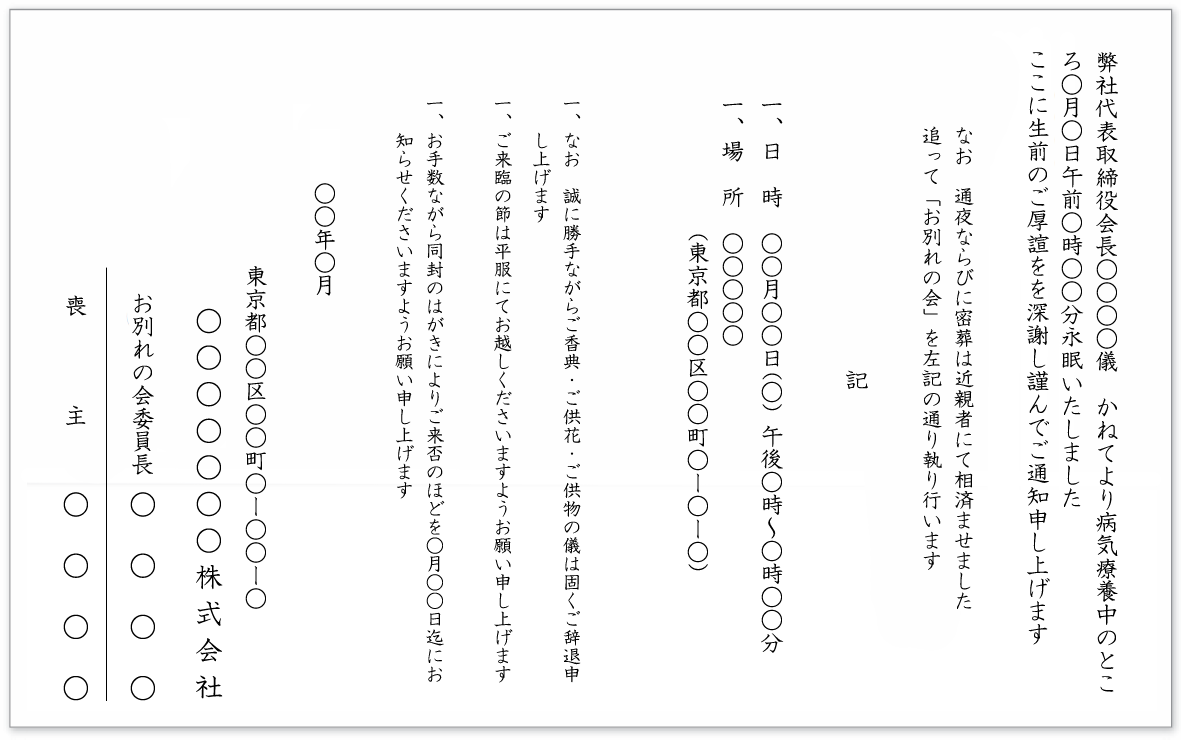 弊社代表取締役会長〇〇〇〇儀　かねてより病気療養中のとこ
ろ〇月〇日午前〇時〇〇分永眠いたしました
ここに生前のご厚誼をを深謝し謹んでご通知申し上げます
なお　通夜ならびに密葬は近親者にて相済ませました
追って「お別れの会」を左記の通り執り行います
記
一、日　時　〇〇月〇〇日(〇)　午後〇時〜〇時〇〇分
一、場　所　〇〇〇〇〇
(東京都〇〇区〇〇町〇―〇―〇)
一、なお　誠に勝手ながらご香典・ご供花・ご供物の儀は固くご辞退申
し上げます
一、ご来臨の節は平服にてお越しくださいますようお願い申し上げます
一、お手数ながら同封のはがきによりご来否のほどを〇月〇〇日迄にお
知らせくださいますようお願い申し上げます
〇〇年〇月
東京都〇〇区〇〇町〇―〇〇―〇
〇〇〇〇〇〇〇株式会社
お別れの会委員長　〇　〇　〇　〇
喪　主　〇　〇　〇　〇